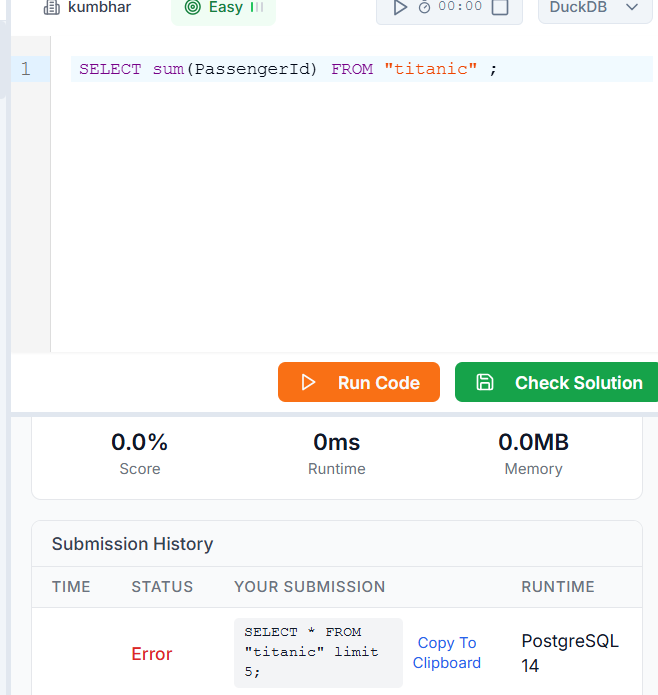 kumbhar Easy 00:00 DuckDB
1 SELECT sum(PassengerId) FROM "titanic" ;
Run Code Check Solution
0.0% 0ms 0.0MB
Score Runtime Memory
Submission History
TIME STATUS YOUR SUBMISSION RUNTIME
Error
SELECT * FROM
"titanic" limit
5;
Copy To
Clipboard
PostgreSQL
14